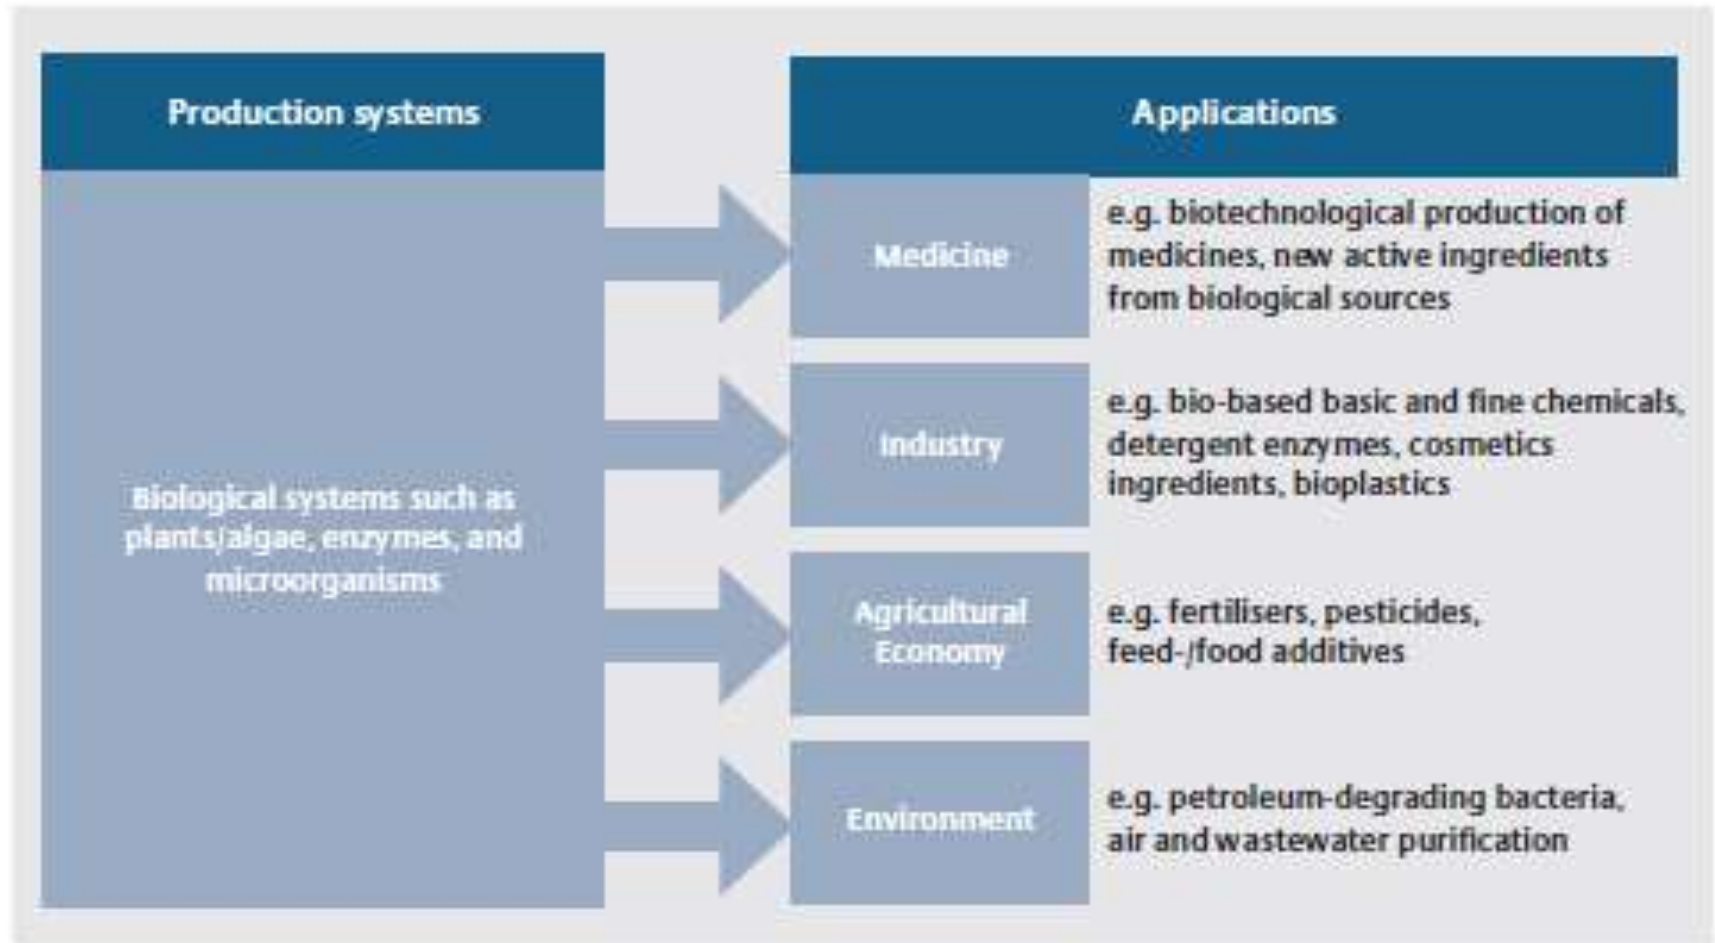 Production systems
Biological systems such as
plants/algae, enzymes, and
microorganisms
Applications
Medicine
e.g. biotechnological production of
medicines, new active ingredients
from biological sources
Industry
e.g. bio-based basic and fine chemicals,
detergent enzymes, cosmetics
ingredients, bioplastics
Agricultural
Economy
e.g. fertilisers, pesticides,
feed-/food additives
Environment
e.g. petroleum-degrading bacteria,
air and wastewater purification